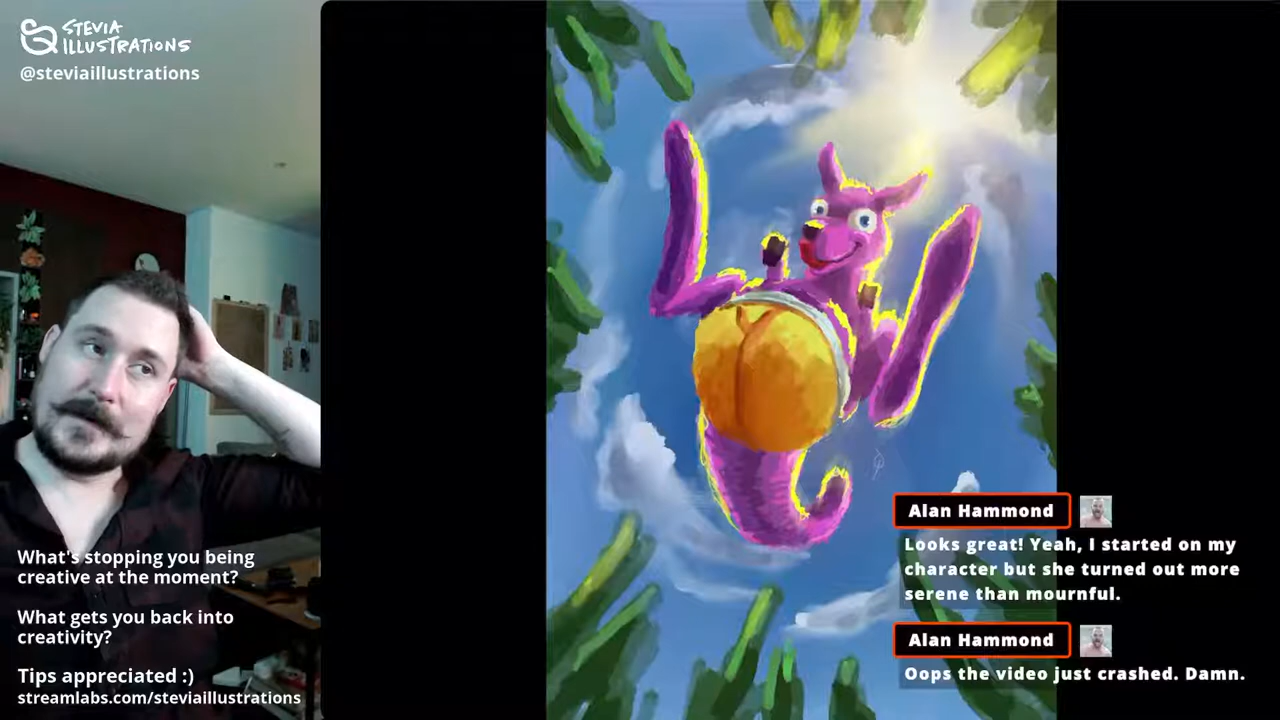 STEVIA
ILLUSTRATIONS
@steviaillustrations
What's stopping you being
creative at the moment?
What gets you back into
creativity?
Tips appreciated :)
streamlabs.com/steviaillustrations
Alan Hammond
Looks great! Yeah, I started on my
character but she turned out more
serene than mournful.
Alan Hammond
Oops the video just crashed. Damn.